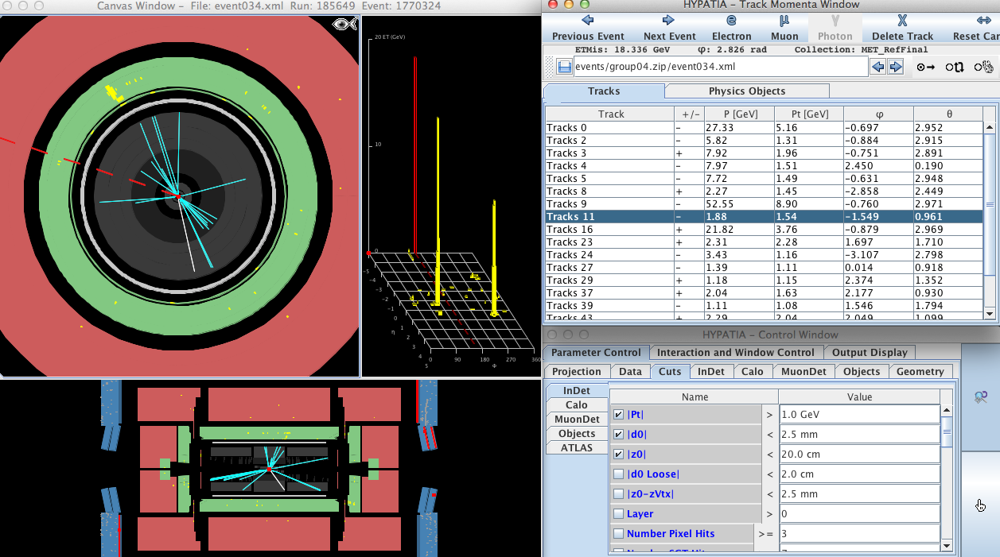 Canvas Window – File: event034.xml Run: 185649 Event: 1770324
20 ET (GeV)
10
0
−5
−4
−3
−2
−1
0
1
2
3
4
5
η
0 90 180 270 360
Φ
HYPATIA – Track Momenta Window
Previous Event Next Event Electron Muon Photon Delete Track Reset Can
ETMis: 18.336 GeV φ: 2.826 rad Collection: MET_RefFinal
events/group04.zip/event034.xml
Tracks Physics Objects
Track +/− P [GeV] Pt [GeV] φ θ
Tracks 0 − 27.33 5.16 −0.697 2.952
Tracks 2 − 5.82 1.31 −0.884 2.915
Tracks 3 + 7.92 1.96 −0.751 2.891
Tracks 4 − 7.97 1.51 2.450 0.190
Tracks 5 − 7.72 1.49 −0.631 2.948
Tracks 8 + 2.27 1.45 −2.858 2.449
Tracks 9 − 52.55 8.90 −0.760 2.971
Tracks 11 − 1.88 1.54 −1.549 0.961
Tracks 16 + 21.82 3.76 −0.879 2.969
Tracks 23 + 2.31 2.28 1.697 1.710
Tracks 24 − 3.43 1.16 −3.107 2.798
Tracks 27 − 1.39 1.11 0.014 0.918
Tracks 29 + 1.18 1.15 2.374 1.352
Tracks 37 + 2.04 1.63 2.177 0.930
Tracks 39 − 1.11 1.08 1.546 1.794
Tracks 43 + 2.29 2.04 2.049 1.099
HYPATIA – Control Window
Parameter Control Interaction and Window Control Output Display
Projection Data Cuts InDet Calo MuonDet Objects Geometry
InDet
Calo
MuonDet
Objects
ATLAS
Name Value
|Pt| > 1.0 GeV
|d0| < 2.5 mm
|z0| < 20.0 cm
|d0 Loose| < 2.0 cm
|z0−zVtx| < 2.5 mm
Layer > 0
Number Pixel Hits >= 3